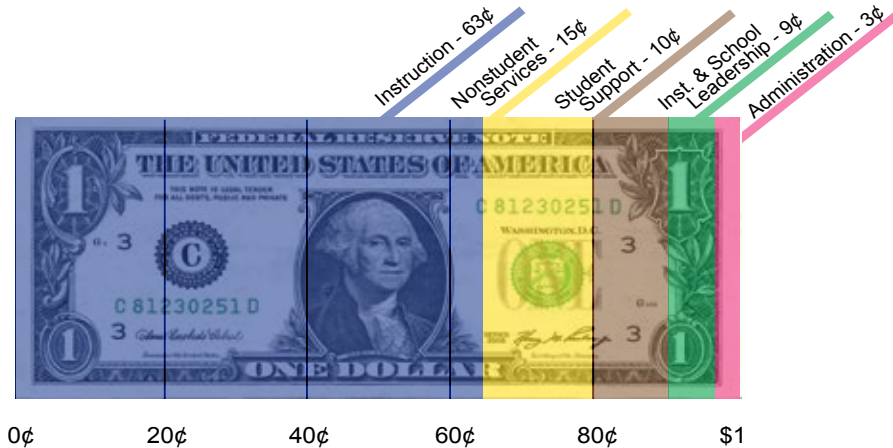 Instruction - 63¢
Nonstudent
Services - 15¢
Student
Support - 10¢
Inst. & School
Leadership - 9¢
Administration - 3¢
FEDERAL RESERVE NOTE
THE UNITED STATES OF AMERICA
THIS NOTE IS LEGAL TENDER
FOR ALL DEBTS, PUBLIC AND PRIVATE
1
1
C 81230251 D
WASHINGTON, D.C.
3
3
C
ONE
C 81230251 D
3
3
1
1
ONE DOLLAR
0¢ 20¢ 40¢ 60¢ 80¢ $1